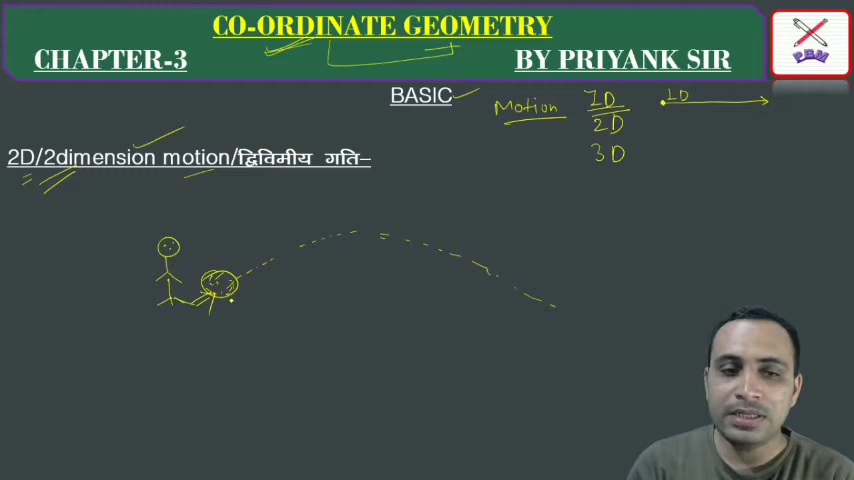 CO-ORDINATE GEOMETRY
CHAPTER-3
BY PRIYANK SIR
PBM
BASIC
Motion
1D
2D
3D
1D
2D/2dimension motion/द्विविमीय गति–